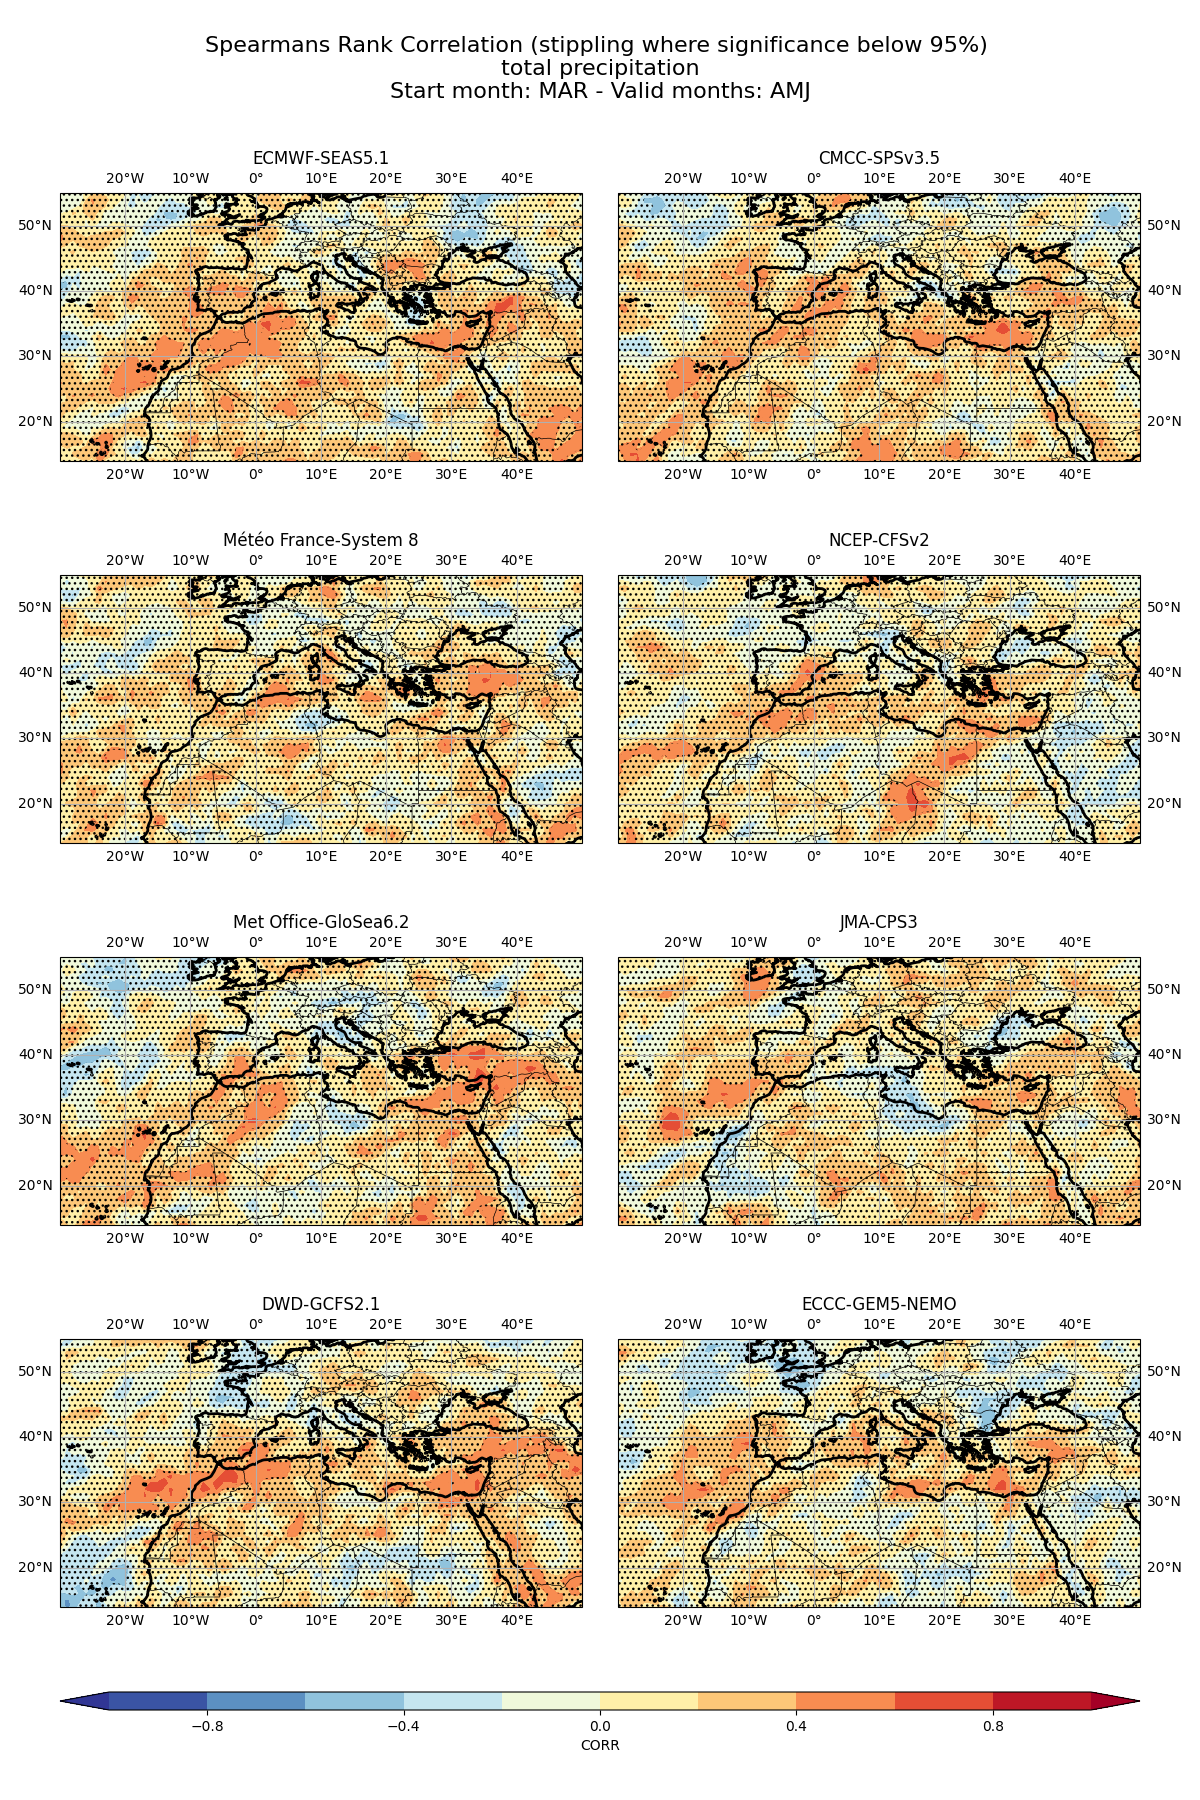 Spearmans Rank Correlation (stippling where significance below 95%)
total precipitation
Start month: MAR - Valid months: AMJ
ECMWF-SEAS5.1
CMCC-SPSv3.5
20°W 10°W 0° 10°E 20°E 30°E 40°E
20°W 10°W 0° 10°E 20°E 30°E 40°E
50°N
50°N
40°N
40°N
30°N
30°N
20°N
20°N
20°W 10°W 0° 10°E 20°E 30°E 40°E
20°W 10°W 0° 10°E 20°E 30°E 40°E
Météo France-System 8
NCEP-CFSv2
20°W 10°W 0° 10°E 20°E 30°E 40°E
20°W 10°W 0° 10°E 20°E 30°E 40°E
50°N
50°N
40°N
40°N
30°N
30°N
20°N
20°N
20°W 10°W 0° 10°E 20°E 30°E 40°E
20°W 10°W 0° 10°E 20°E 30°E 40°E
Met Office-GloSea6.2
JMA-CPS3
20°W 10°W 0° 10°E 20°E 30°E 40°E
20°W 10°W 0° 10°E 20°E 30°E 40°E
50°N
50°N
40°N
40°N
30°N
30°N
20°N
20°N
20°W 10°W 0° 10°E 20°E 30°E 40°E
20°W 10°W 0° 10°E 20°E 30°E 40°E
DWD-GCFS2.1
ECCC-GEM5-NEMO
20°W 10°W 0° 10°E 20°E 30°E 40°E
20°W 10°W 0° 10°E 20°E 30°E 40°E
50°N
50°N
40°N
40°N
30°N
30°N
20°N
20°N
20°W 10°W 0° 10°E 20°E 30°E 40°E
20°W 10°W 0° 10°E 20°E 30°E 40°E
−0.8 −0.4 0.0 0.4 0.8
CORR